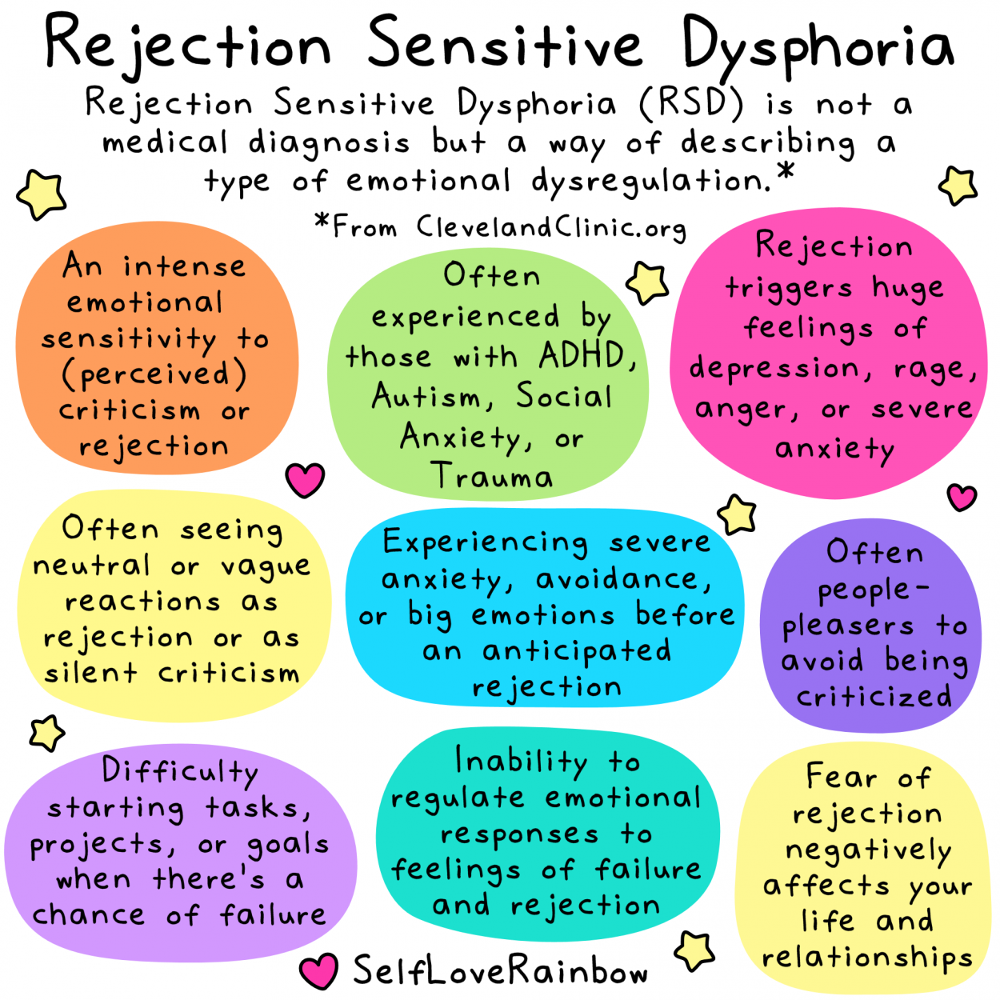 Rejection Sensitive Dysphoria
Rejection Sensitive Dysphoria (RSD) is not a
medical diagnosis but a way of describing a
type of emotional dysregulation.*
*From ClevelandClinic.org
An intense
emotional
sensitivity to
(perceived)
criticism or
rejection
Often
experienced by
those with ADHD,
Autism, Social
Anxiety, or
Trauma
Rejection
triggers huge
feelings of
depression, rage,
anger, or severe
anxiety
Often seeing
neutral or vague
reactions as
rejection or as
silent criticism
Experiencing severe
anxiety, avoidance,
or big emotions before
an anticipated
rejection
Often
people-
pleasers to
avoid being
criticized
Difficulty
starting tasks,
projects, or goals
when there's a
chance of failure
Inability to
regulate emotional
responses to
feelings of failure
and rejection
Fear of
rejection
negatively
affects your
life and
relationships
SelfLoveRainbow